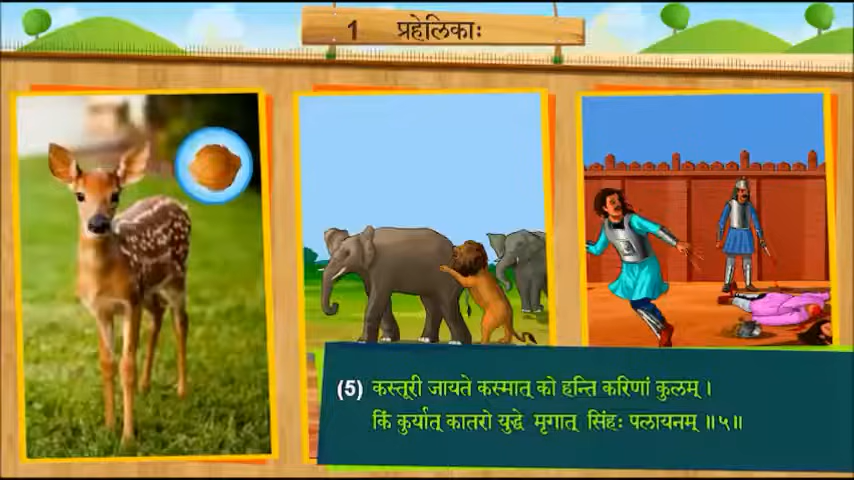 1 प्रहेलिकाः
(5) कस्तूरी जायते कस्मात् को हन्ति करिणां कुलम् ।
किं कुर्यात् कातरो युद्धे मृगात् सिंहः पलायनम् ॥५॥